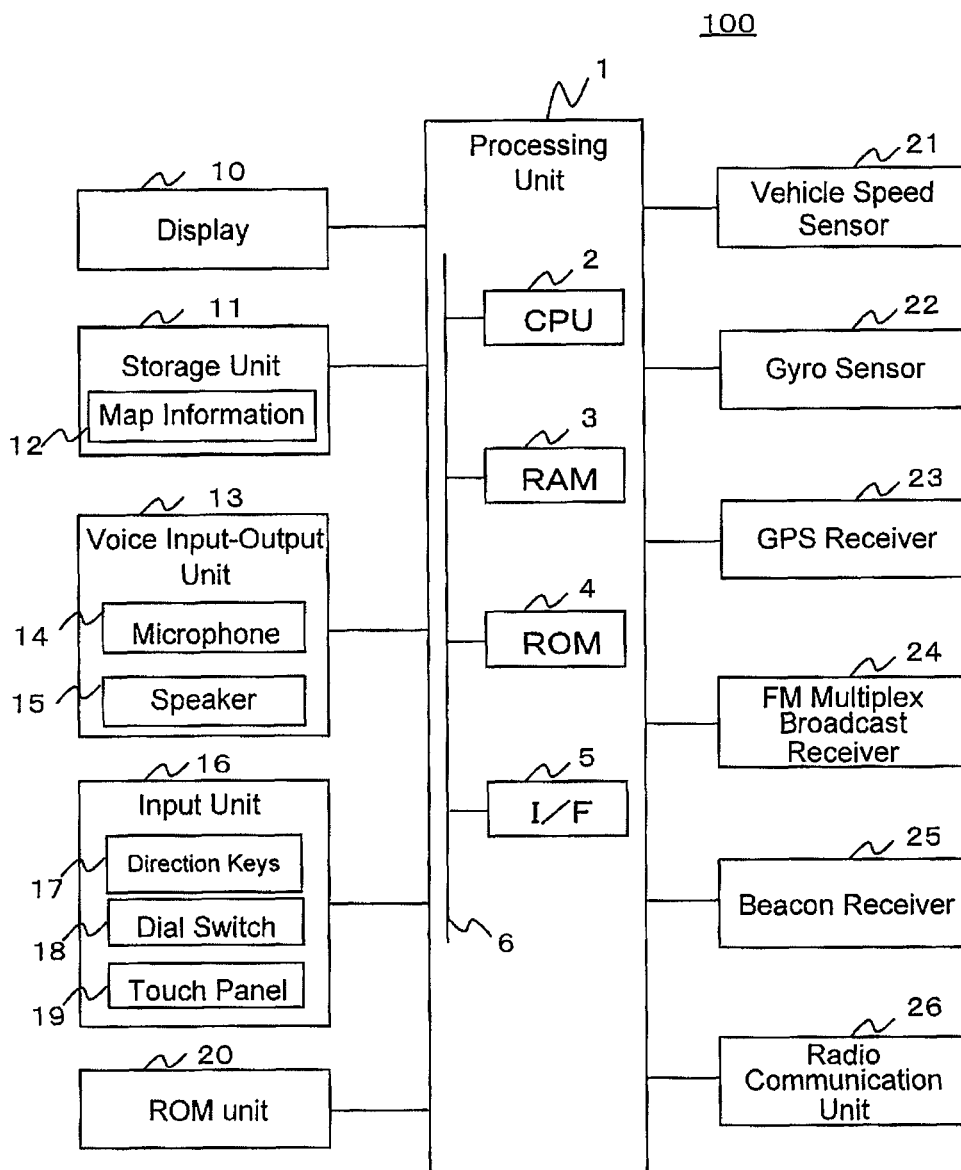 100
1
Processing
Unit
2
CPU
3
RAM
4
ROM
5
I/F
6
10
Display
11
Storage Unit
Map Information
12
13
Voice Input-Output
Unit
14
Microphone
15
Speaker
16
Input Unit
Direction Keys
17
Dial Switch
18
Touch Panel
19
20
ROM unit
21
Vehicle Speed
Sensor
22
Gyro Sensor
23
GPS Receiver
24
FM Multiplex
Broadcast
Receiver
25
Beacon Receiver
26
Radio
Communication
Unit